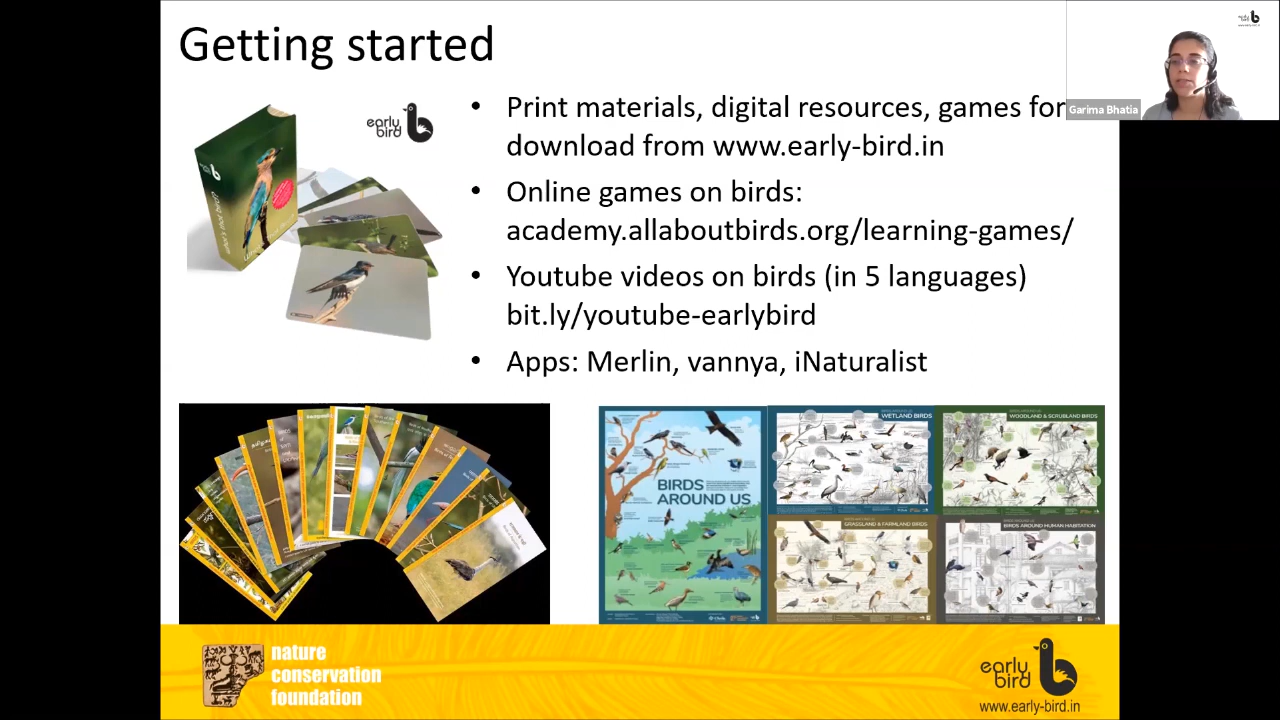 Getting started
early bird
Garima Bhatia
• Print materials, digital resources, games for
download from www.early-bird.in
• Online games on birds:
academy.allaboutbirds.org/learning-games/
• Youtube videos on birds (in 5 languages)
bit.ly/youtube-earlybird
• Apps: Merlin, vannya, iNaturalist
BIRDS
AROUND US
WETLAND BIRDS
WOODLAND & SCRUBLAND BIRDS
GRASSLAND & FARMLAND BIRDS
BIRDS AROUND HUMAN HABITATION
nature
conservation
foundation
early
bird
www.early-bird.in